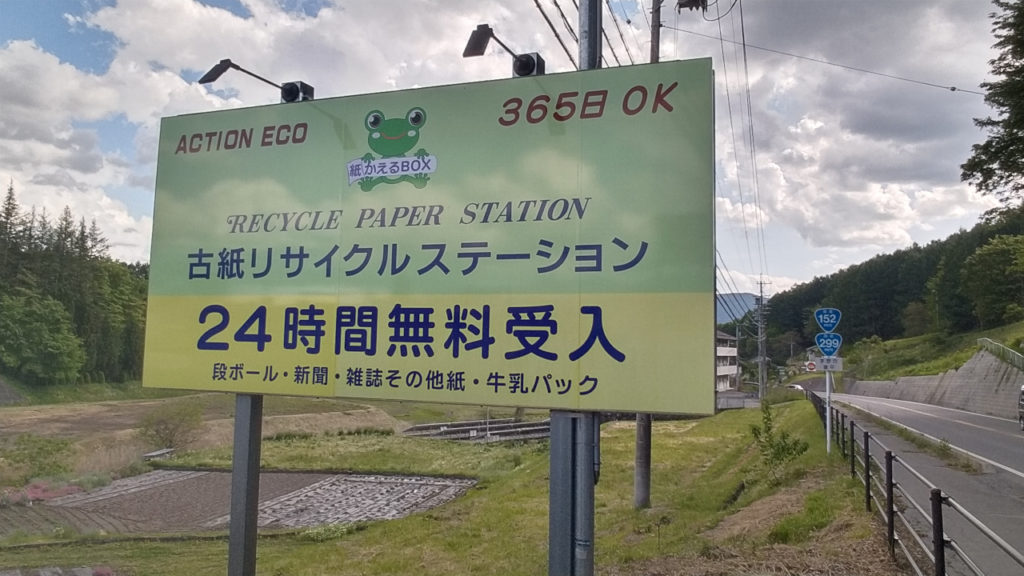 ACTION ECO
365日 OK
紙かえるBOX
RECYCLE PAPER STATION
古紙リサイクルステーション
24時間無料受入
段ボール・新聞・雑誌その他紙・牛乳パック
152
299